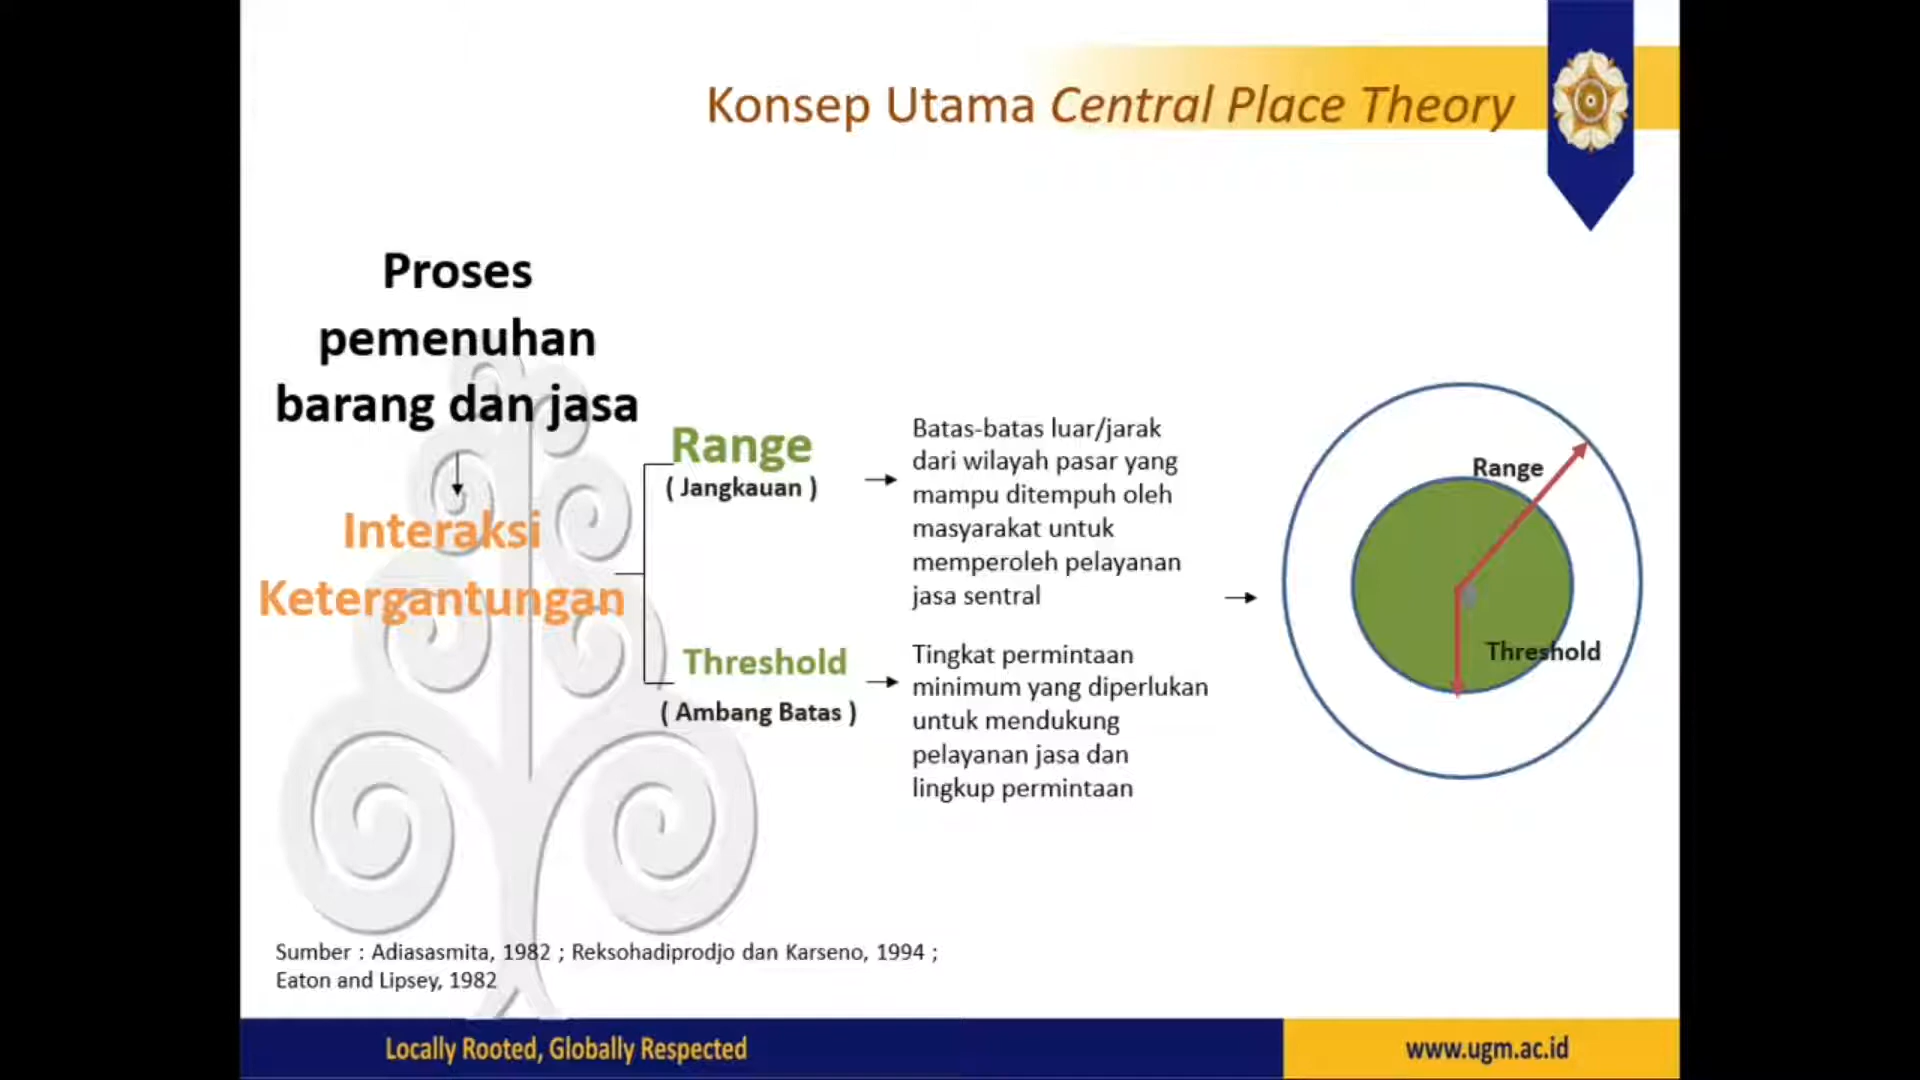 Konsep Utama Central Place Theory
Proses
pemenuhan
barang dan jasa
Interaksi
Ketergantungan
Range
( Jangkauan )
Batas-batas luar/jarak
dari wilayah pasar yang
mampu ditempuh oleh
masyarakat untuk
memperoleh pelayanan
jasa sentral
Threshold
( Ambang Batas )
Tingkat permintaan
minimum yang diperlukan
untuk mendukung
pelayanan jasa dan
lingkup permintaan
Range
Threshold
Sumber : Adiasasmita, 1982 ; Reksohadiprodjo dan Karseno, 1994 ;
Eaton and Lipsey, 1982
Locally Rooted, Globally Respected
www.ugm.ac.id